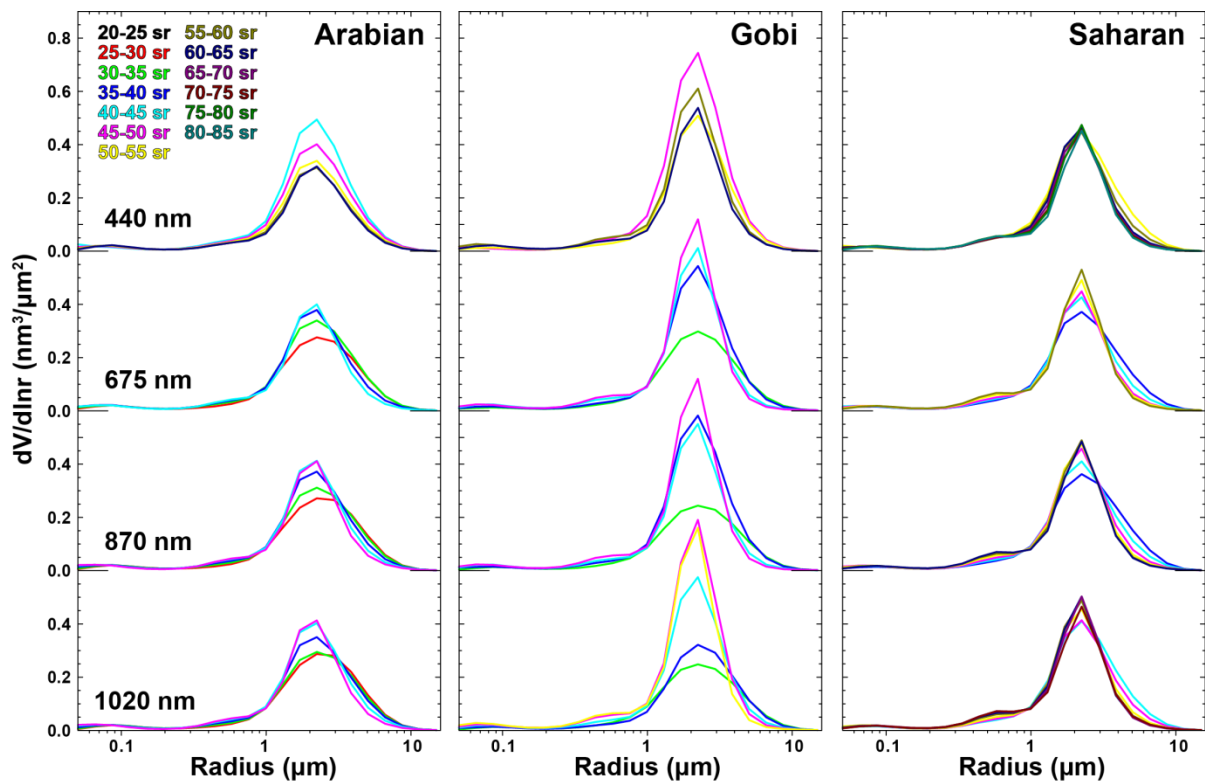 Arabian
Gobi
Saharan
20-25 sr 55-60 sr
25-30 sr 60-65 sr
30-35 sr 65-70 sr
35-40 sr 70-75 sr
40-45 sr 75-80 sr
45-50 sr 80-85 sr
50-55 sr
0.8
0.6
0.4
0.2
0.0
440 nm
0.4
0.2
0.0
675 nm
0.4
0.2
0.0
870 nm
0.4
0.2
0.0
1020 nm
dV/dlnr (nm³/µm²)
0.1 1 10
0.1 1 10
0.1 1 10
Radius (µm)
Radius (µm)
Radius (µm)